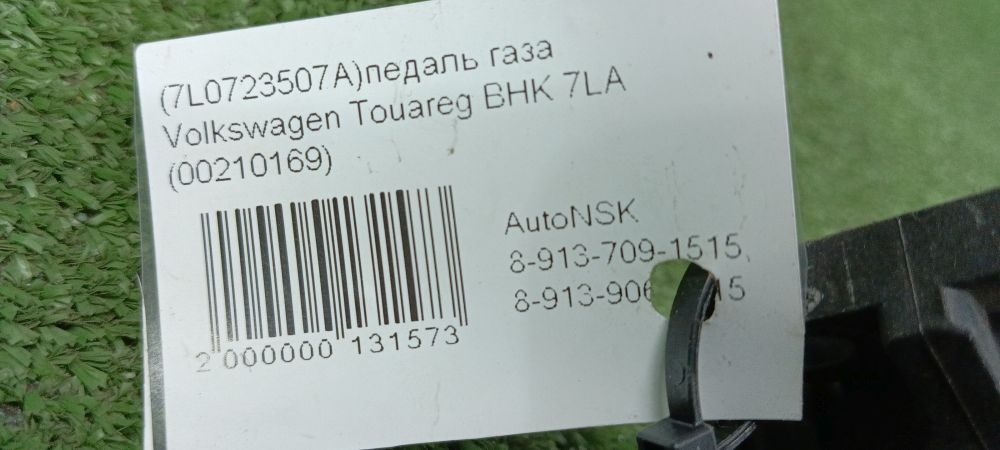 (7L0723507A)педаль газа
Volkswagen Touareg BHK 7LA
(00210169)
AutoNSK
8-913-709-1515,
2 000000 131573